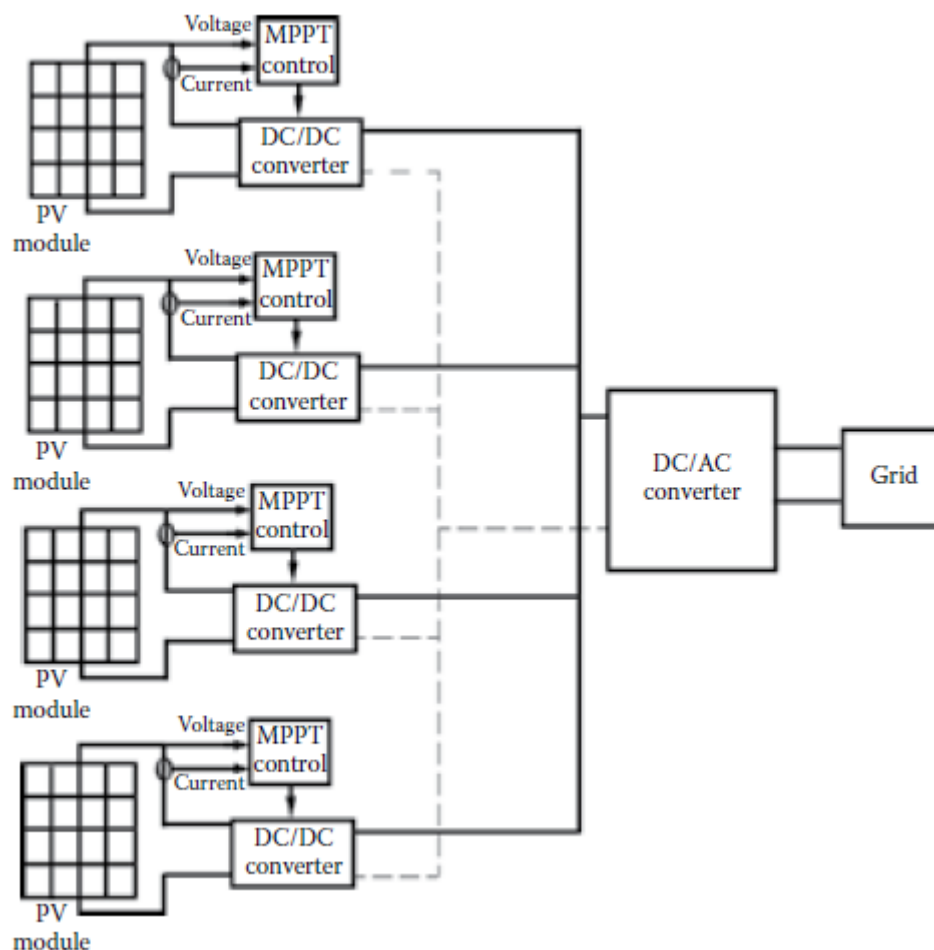 Voltage
MPPT
control
Current
DC/DC
converter
PV
module
Voltage
MPPT
control
Current
DC/DC
converter
PV
module
DC/AC
converter
Grid
Voltage
MPPT
control
Current
DC/DC
converter
PV
module
Voltage
MPPT
control
Current
DC/DC
converter
PV
module